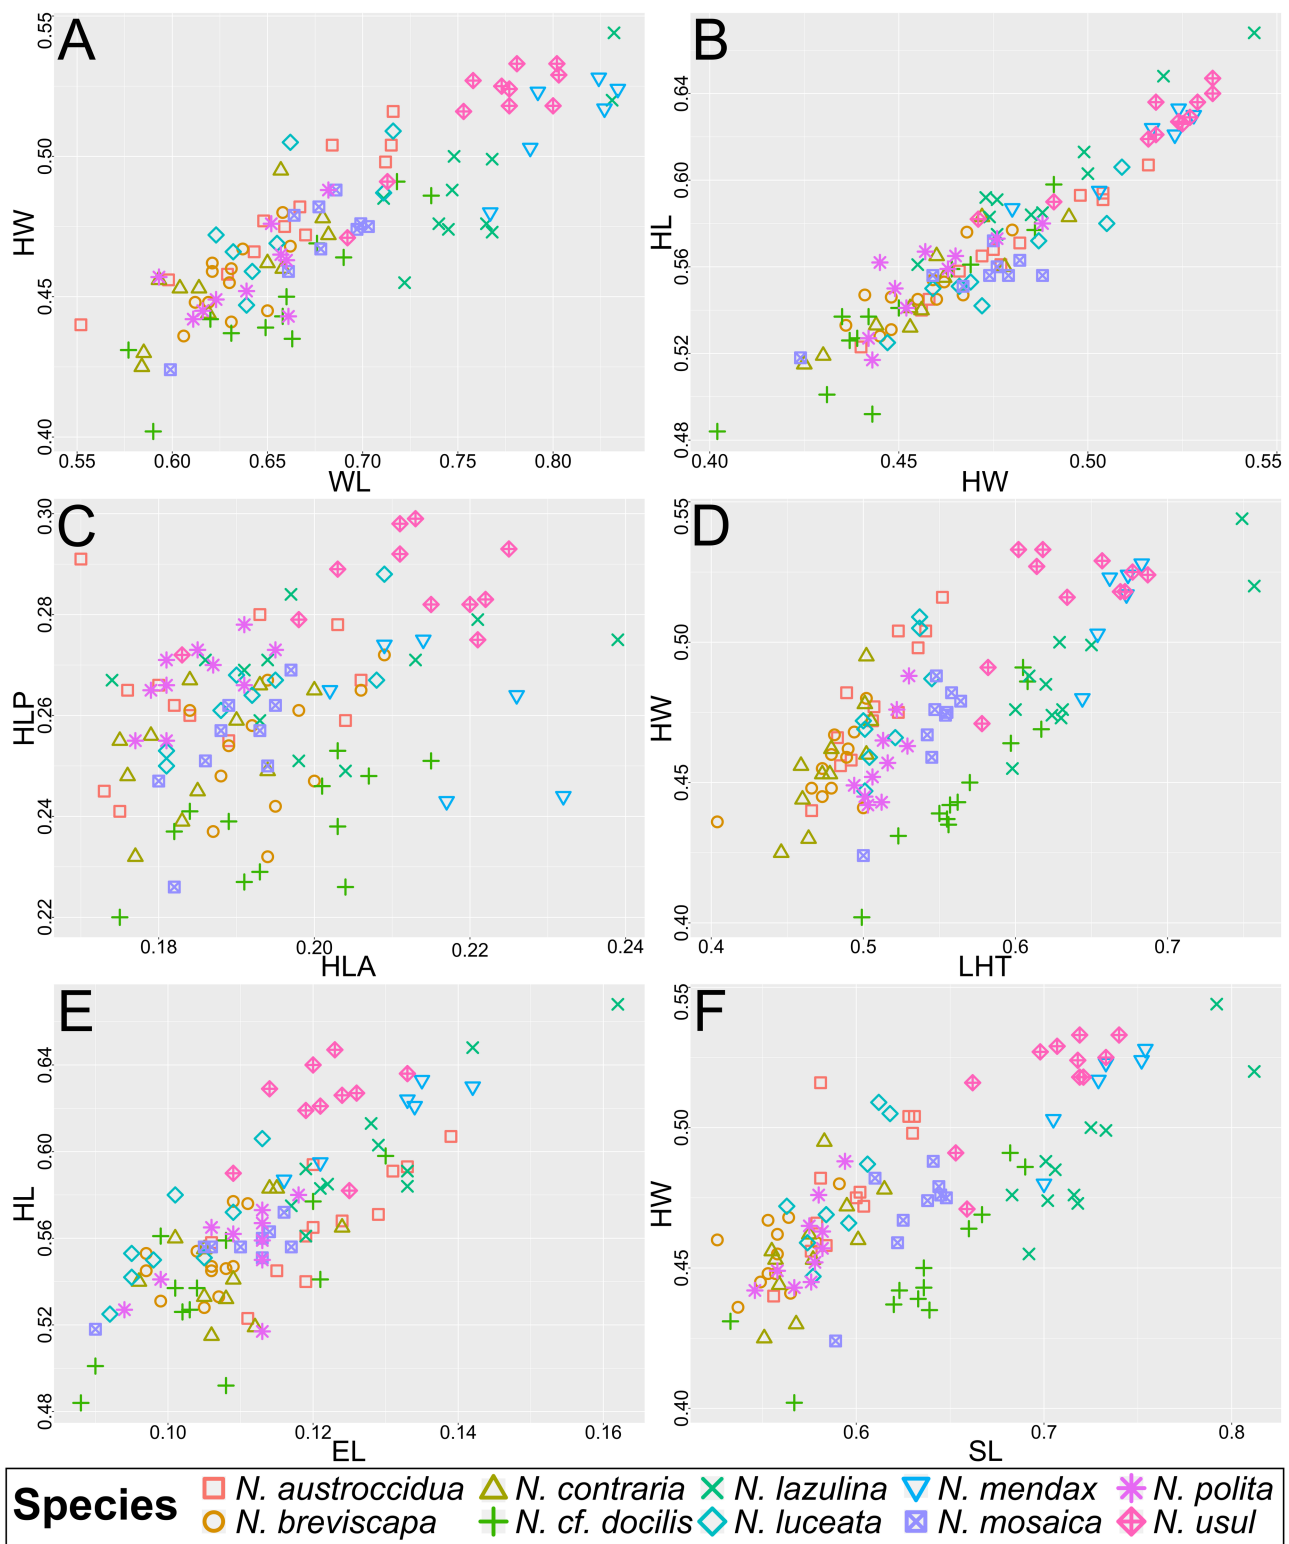 A
HW
0.55
0.50
0.45
0.40
0.55 0.60 0.65 0.70 0.75 0.80
WL
B
HL
0.64
0.60
0.56
0.52
0.48
0.40 0.45 0.50 0.55
HW
C
HLP
0.30
0.28
0.26
0.24
0.22
0.18 0.20 0.22 0.24
HLA
D
HW
0.55
0.50
0.45
0.40
0.4 0.5 0.6 0.7
LHT
E
HL
0.64
0.60
0.56
0.52
0.48
0.10 0.12 0.14 0.16
EL
F
HW
0.55
0.50
0.45
0.40
0.6 0.7 0.8
SL
Species
N. austroccidua N. contraria N. lazulina N. mendax N. polita
N. breviscapa N. cf. docilis N. luceata N. mosaica N. usul